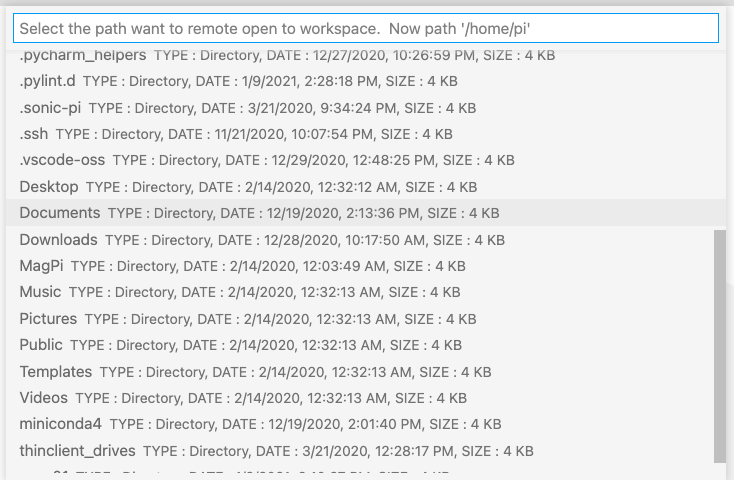 Select the path want to remote open to workspace.  Now path '/home/pi'
.pycharm_helpers TYPE : Directory, DATE : 12/27/2020, 10:26:59 PM, SIZE : 4 KB
.pylint.d TYPE : Directory, DATE : 1/9/2021, 2:28:18 PM, SIZE : 4 KB
.sonic-pi TYPE : Directory, DATE : 3/21/2020, 9:34:24 PM, SIZE : 4 KB
.ssh TYPE : Directory, DATE : 11/21/2020, 10:07:54 PM, SIZE : 4 KB
.vscode-oss TYPE : Directory, DATE : 12/29/2020, 12:48:25 PM, SIZE : 4 KB
Desktop TYPE : Directory, DATE : 2/14/2020, 12:32:12 AM, SIZE : 4 KB
Documents TYPE : Directory, DATE : 12/19/2020, 2:13:36 PM, SIZE : 4 KB
Downloads TYPE : Directory, DATE : 12/28/2020, 10:17:50 AM, SIZE : 4 KB
MagPi TYPE : Directory, DATE : 2/14/2020, 12:03:49 AM, SIZE : 4 KB
Music TYPE : Directory, DATE : 2/14/2020, 12:32:13 AM, SIZE : 4 KB
Pictures TYPE : Directory, DATE : 2/14/2020, 12:32:13 AM, SIZE : 4 KB
Public TYPE : Directory, DATE : 2/14/2020, 12:32:13 AM, SIZE : 4 KB
Templates TYPE : Directory, DATE : 2/14/2020, 12:32:13 AM, SIZE : 4 KB
Videos TYPE : Directory, DATE : 2/14/2020, 12:32:13 AM, SIZE : 4 KB
miniconda4 TYPE : Directory, DATE : 12/19/2020, 2:01:40 PM, SIZE : 4 KB
thinclient_drives TYPE : Directory, DATE : 3/21/2020, 12:28:17 PM, SIZE : 4 KB